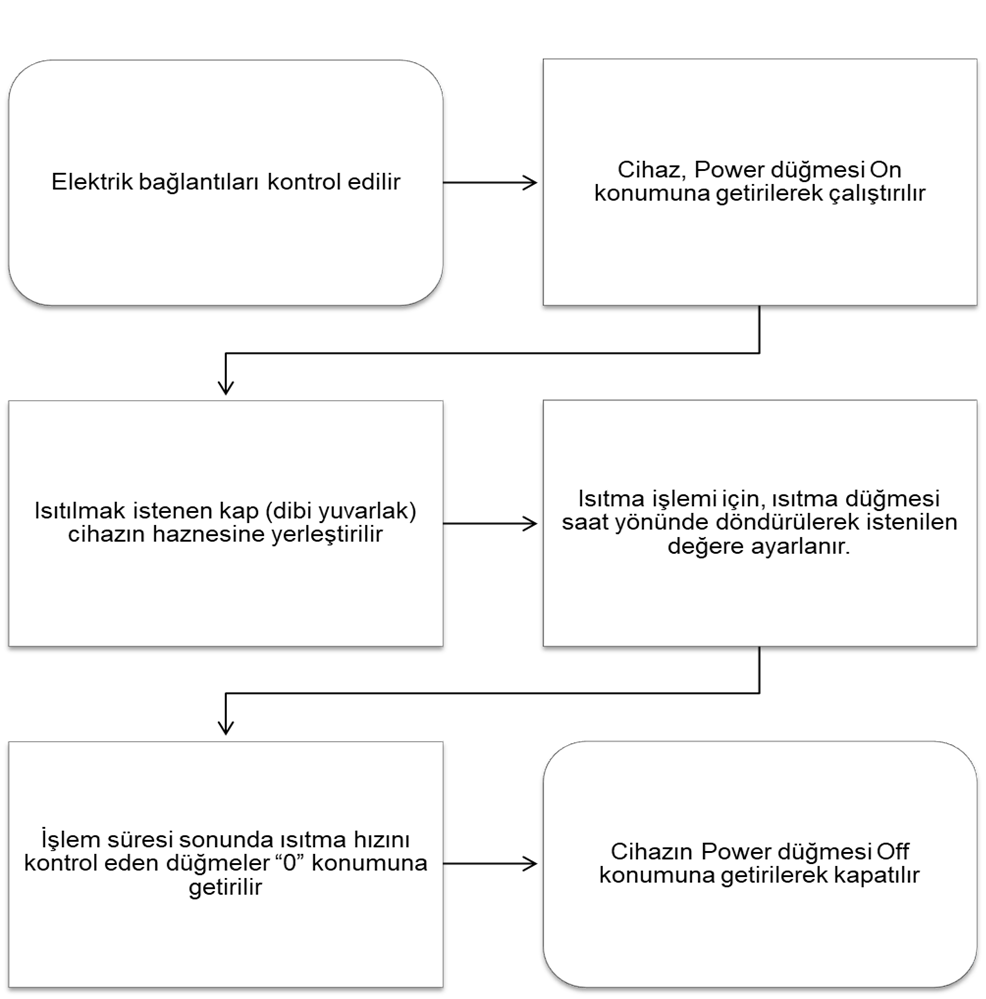 Elektrik bağlantıları kontrol edilir
Cihaz, Power düğmesi On
konumuna getirilerek çalıştırılır
Isıtılmak istenen kap (dibi yuvarlak)
cihazın haznesine yerleştirilir
Isıtma işlemi için, ısıtma düğmesi
saat yönünde döndürülerek istenilen
değere ayarlanır.
İşlem süresi sonunda ısıtma hızını
kontrol eden düğmeler “0” konumuna
getirilir
Cihazın Power düğmesi Off
konumuna getirilerek kapatılır